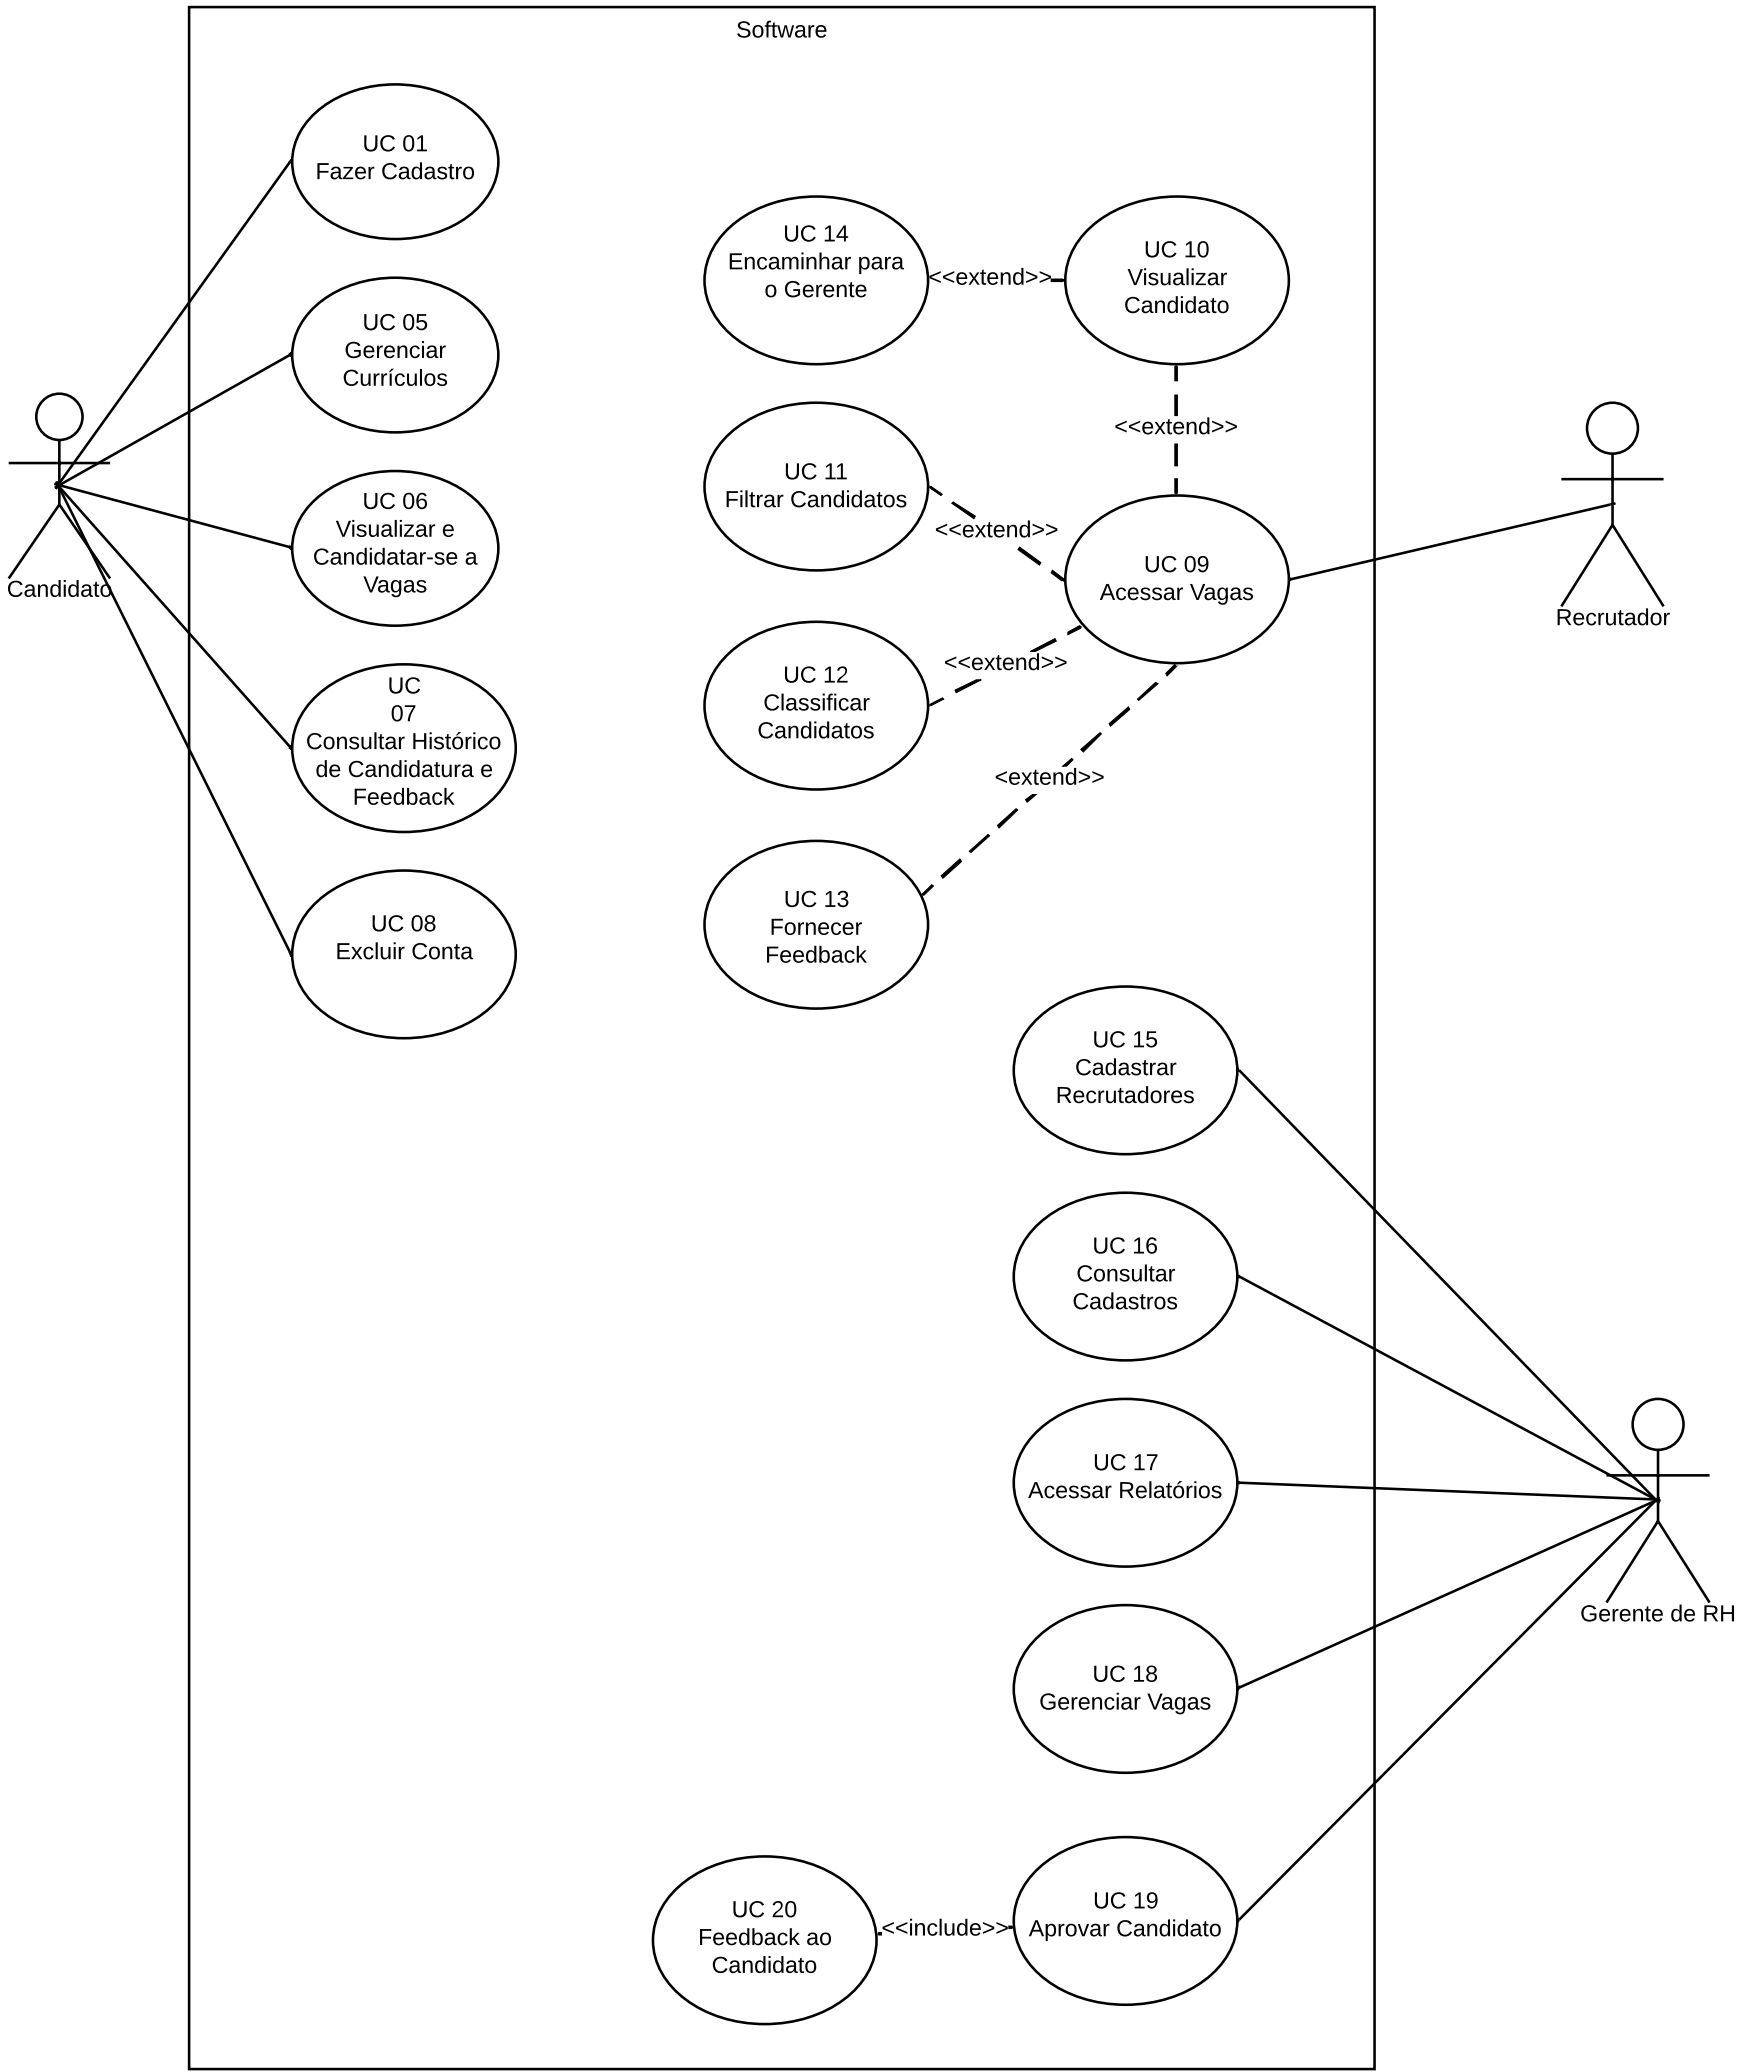 Software
UC 01
Fazer Cadastro
UC 05
Gerenciar
Currículos
UC 06
Visualizar e
Candidatar-se a
Vagas
UC
07
Consultar Histórico
de Candidatura e
Feedback
UC 08
Excluir Conta
Candidato
UC 14
Encaminhar para
o Gerente
<<extend>>
UC 10
Visualizar
Candidato
<<extend>>
UC 11
Filtrar Candidatos
<<extend>>
UC 09
Acessar Vagas
UC 12
Classificar
Candidatos
<<extend>>
<extend>>
UC 13
Fornecer
Feedback
Recrutador
UC 15
Cadastrar
Recrutadores
UC 16
Consultar
Cadastros
UC 17
Acessar Relatórios
UC 18
Gerenciar Vagas
Gerente de RH
UC 20
Feedback ao
Candidato
<<include>>
UC 19
Aprovar Candidato